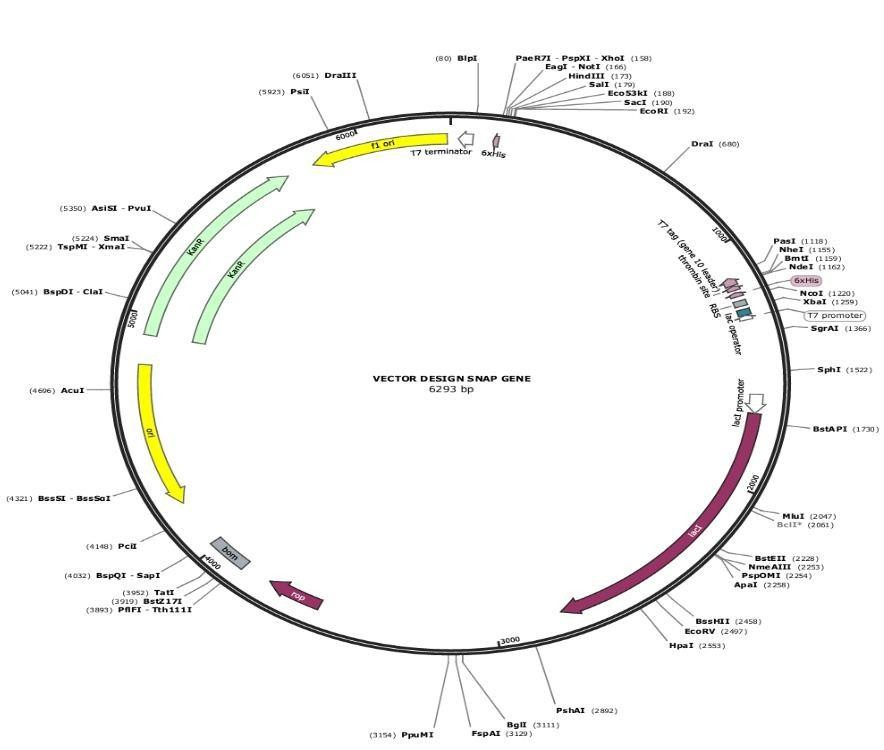 (80) BlpI
PaeR7I - PspXI - XhoI (158)
EagI - NotI (166)
HindIII (173)
SalI (179)
Eco53kI (188)
SacI (190)
EcoRI (192)
(6051) DraIII
(5923) PsiI
6000
f1 ori
T7 terminator
6xHis
DraI (680)
1000
(5350) AsiSI - PvuI
(5224) SmaI
(5222) TspMI - XmaI
(5041) BspDI - ClaI
5000
KanR
KanR
T7 tag (gene 10 leader)
thrombin site
RBS
lac operator
PasI (1118)
NheI (1155)
BmtI (1159)
NdeI (1162)
6xHis
NcoI (1220)
XbaI (1259)
T7 promoter
SgrAI (1366)
SphI (1522)
VECTOR DESIGN SNAP GENE
6293 bp
(4696) AcuI
lacI promoter
BstAPI (1730)
ori
2000
lacI
(4321) BssSI - BssSαI
MluI (2047)
BclI* (2061)
(4148) PciI
bom
4000
BstEII (2228)
NmeAIII (2253)
PspOMI (2254)
ApaI (2258)
(4032) BspQI - SapI
(3952) TatI
(3919) BstZ17I
(3893) PflFI - Tth111I
rop
BssHII (2458)
EcoRV (2497)
HpaI (2553)
3000
PshAI (2892)
BglI (3111)
FspAI (3129)
(3154) PpuMI